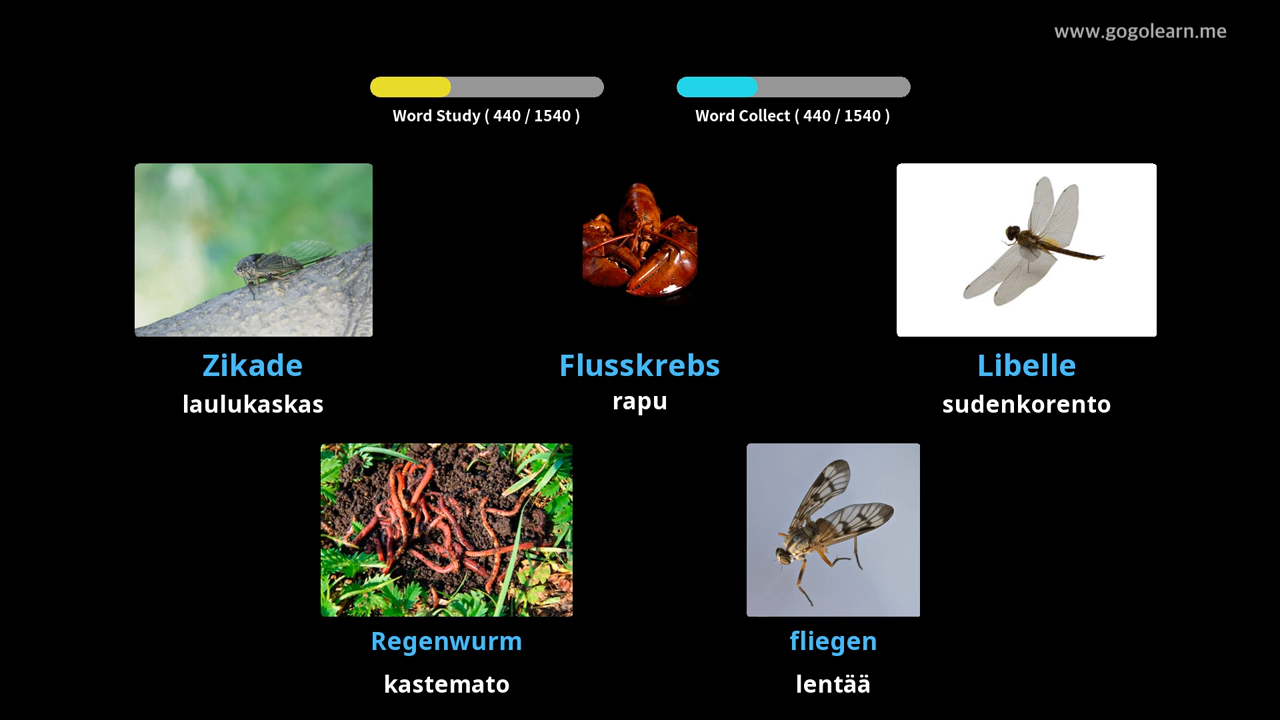 www.gogolearn.me
Word Study ( 440 / 1540 )
Word Collect ( 440 / 1540 )
Zikade
laulukaskas
Flusskrebs
rapu
Libelle
sudenkorento
Regenwurm
kastemato
fliegen
lentää